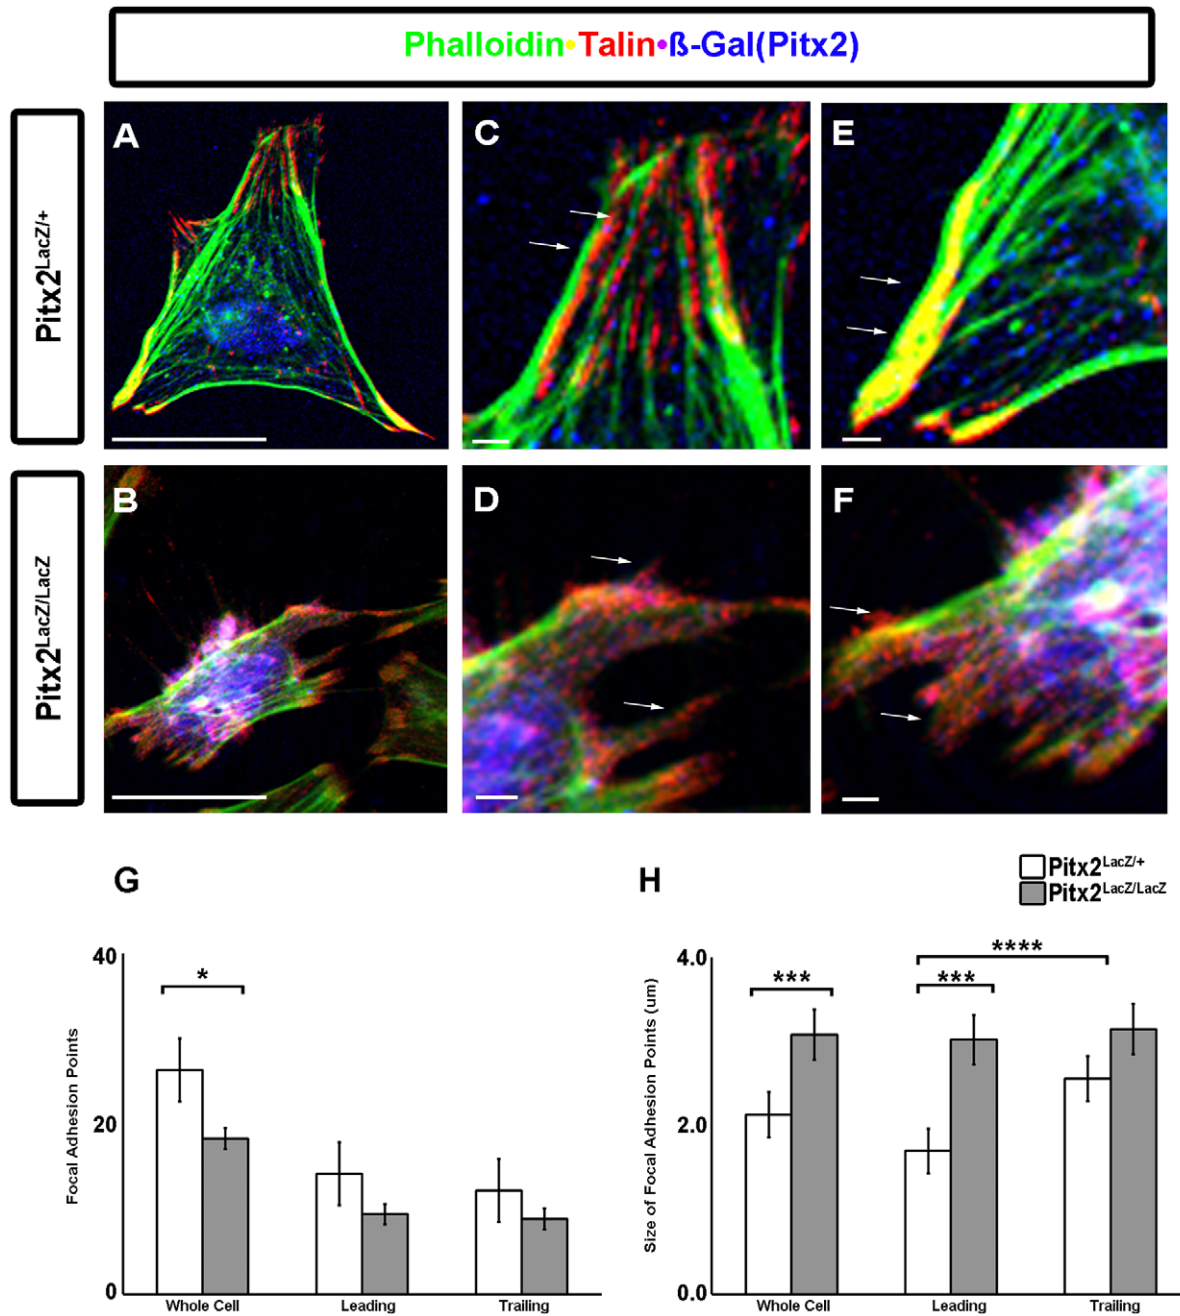 Phalloidin•Talin•ß-Gal(Pitx2)
Pitx2LacZ/+
A
C
E
Pitx2LacZ/LacZ
B
D
F
G
H
Pitx2LacZ/+
Pitx2LacZ/LacZ
Focal Adhesion Points
40
20
0
*
Whole Cell
Leading
Trailing
Size of Focal Adhesion Points (um)
4.0
2.0
0.0
***
***
****
Whole Cell
Leading
Trailing